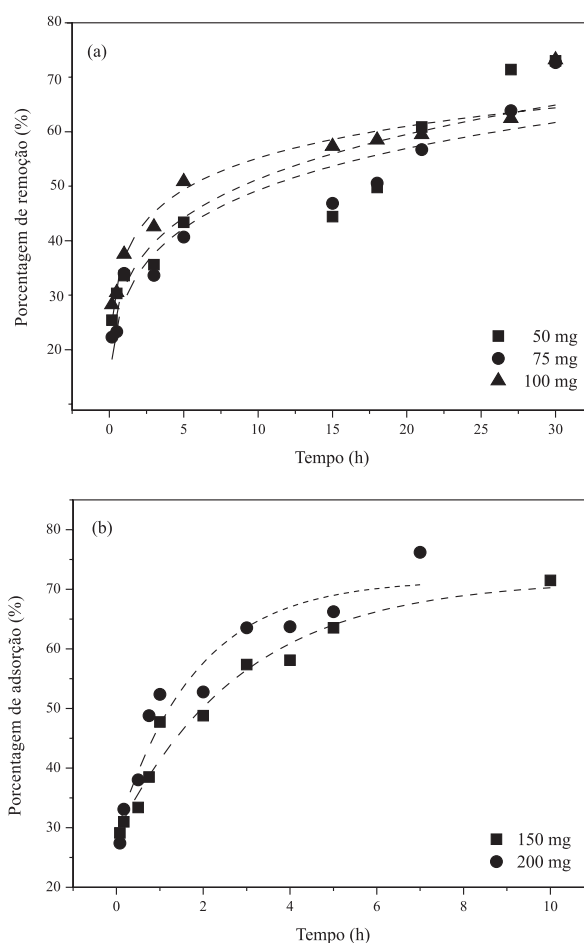 (a)
Porcentagem de remoção (%)
80
70
60
50
40
30
20
50 mg
75 mg
100 mg
0
5
10
15
20
25
30
Tempo (h)
(b)
Porcentagem de adsorção (%)
80
70
60
50
40
30
20
150 mg
200 mg
0
2
4
6
8
10
Tempo (h)